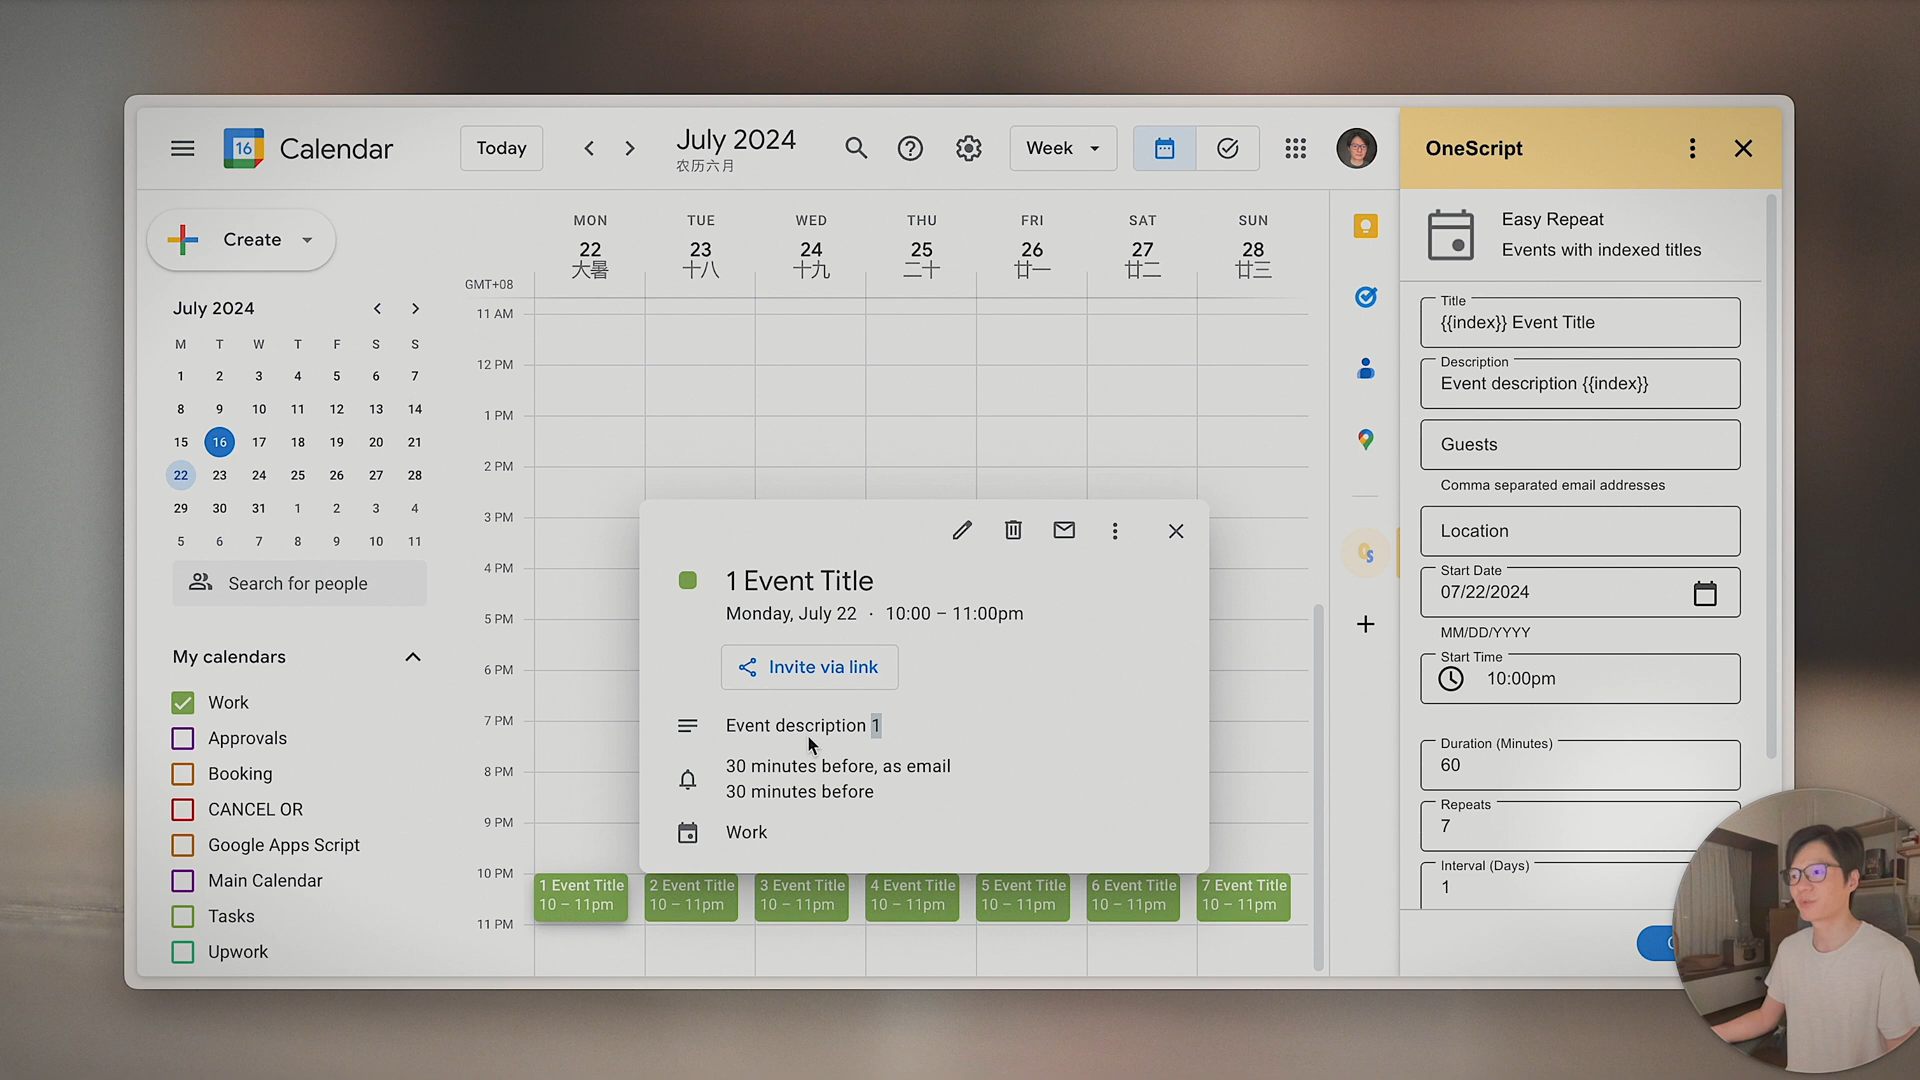 16 Calendar
Today
July 2024
农历六月
Week
OneScript
Create
MON
22
大暑
TUE
23
十八
WED
24
十九
THU
25
二十
FRI
26
廿一
SAT
27
廿二
SUN
28
廿三
GMT+08
11 AM
12 PM
1 PM
2 PM
3 PM
4 PM
5 PM
6 PM
7 PM
8 PM
9 PM
10 PM
11 PM
July 2024
M T W T F S S
1 2 3 4 5 6 7
8 9 10 11 12 13 14
15 16 17 18 19 20 21
22 23 24 25 26 27 28
29 30 31 1 2 3 4
5 6 7 8 9 10 11
Search for people
My calendars
Work
Approvals
Booking
CANCEL OR
Google Apps Script
Main Calendar
Tasks
Upwork
1 Event Title
Monday, July 22 · 10:00 – 11:00pm
Invite via link
Event description 1
30 minutes before, as email
30 minutes before
Work
1 Event Title
10 – 11pm
2 Event Title
10 – 11pm
3 Event Title
10 – 11pm
4 Event Title
10 – 11pm
5 Event Title
10 – 11pm
6 Event Title
10 – 11pm
7 Event Title
10 – 11pm
Easy Repeat
Events with indexed titles
Title
{{index}} Event Title
Description
Event description {{index}}
Guests
Comma separated email addresses
Location
Start Date
07/22/2024
MM/DD/YYYY
Start Time
10:00pm
Duration (Minutes)
60
Repeats
7
Interval (Days)
1